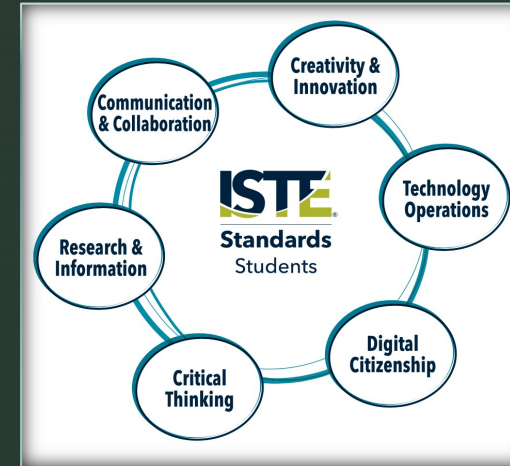 Creativity &
Innovation
Communication
& Collaboration
Technology
Operations
ISTE®
Standards
Students
Research &
Information
Digital
Citizenship
Critical
Thinking